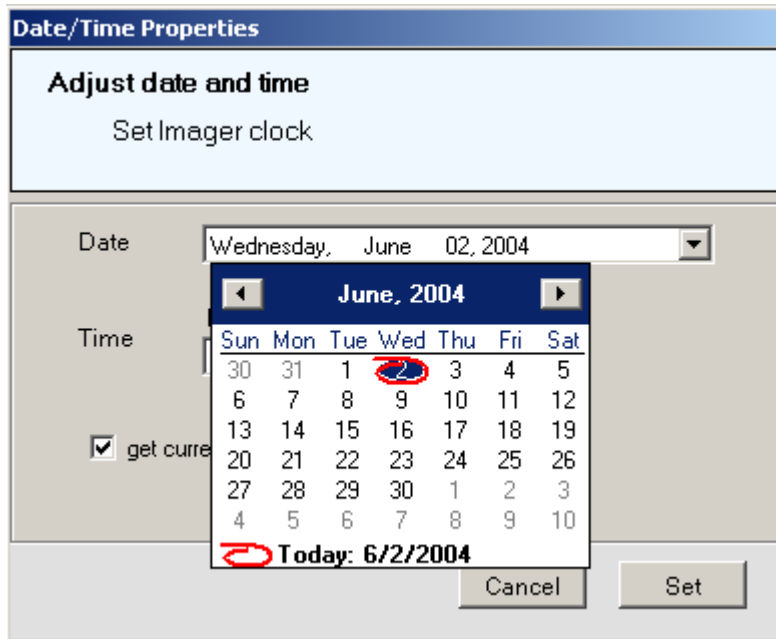 Date/Time Properties
Adjust date and time
Set Imager clock
Date
Wednesday, June 02, 2004
June, 2004
Time
Sun Mon Tue Wed Thu Fri Sat
30 31 1 2 3 4 5
6 7 8 9 10 11 12
13 14 15 16 17 18 19
get
20 21 22 23 24 25 26
27 28 29 30 1 2 3
4 5 6 7 8 9 10
Today: 6/2/2004
Cancel Set